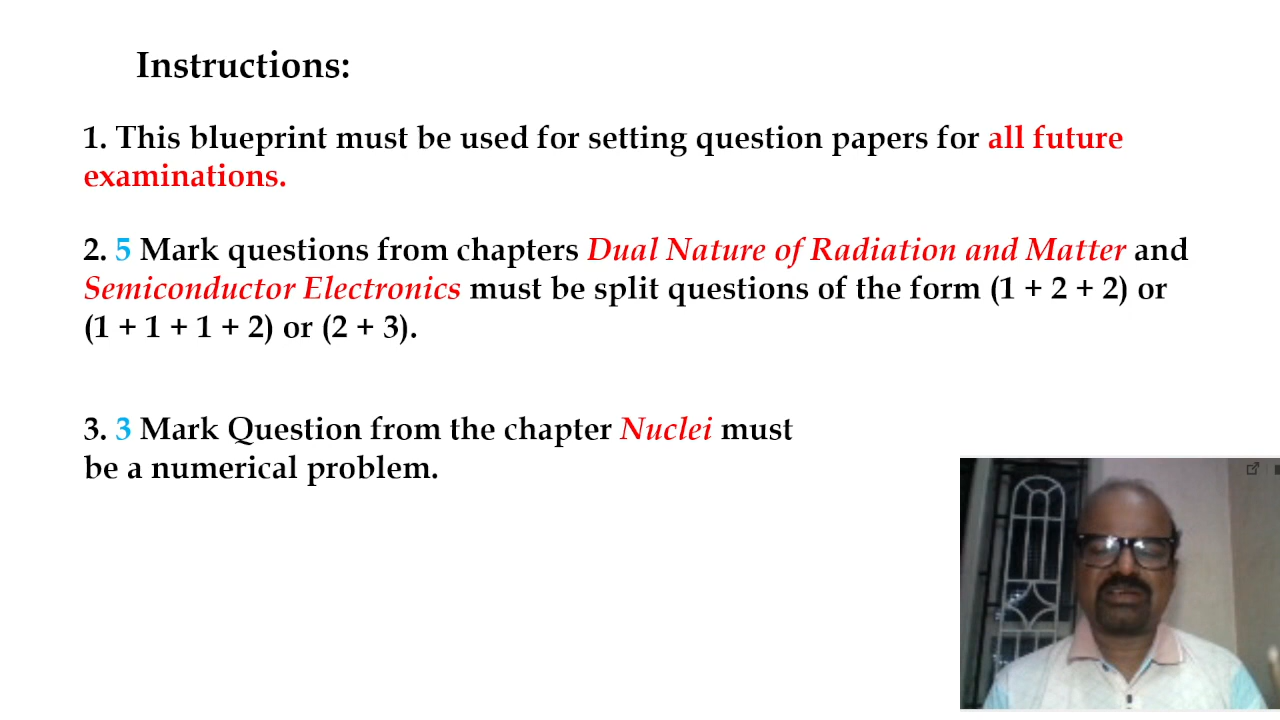 Instructions:
1. This blueprint must be used for setting question papers for all future
examinations.
2. 5 Mark questions from chapters Dual Nature of Radiation and Matter and
Semiconductor Electronics must be split questions of the form (1 + 2 + 2) or
(1 + 1 + 1 + 2) or (2 + 3).
3. 3 Mark Question from the chapter Nuclei must
be a numerical problem.